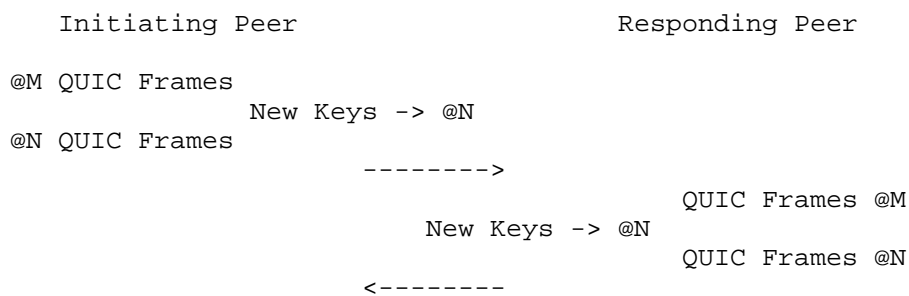 Initiating Peer Responding Peer
@M QUIC Frames
New Keys -> @N
@N QUIC Frames
-------->
QUIC Frames @M
New Keys -> @N
QUIC Frames @N
<--------